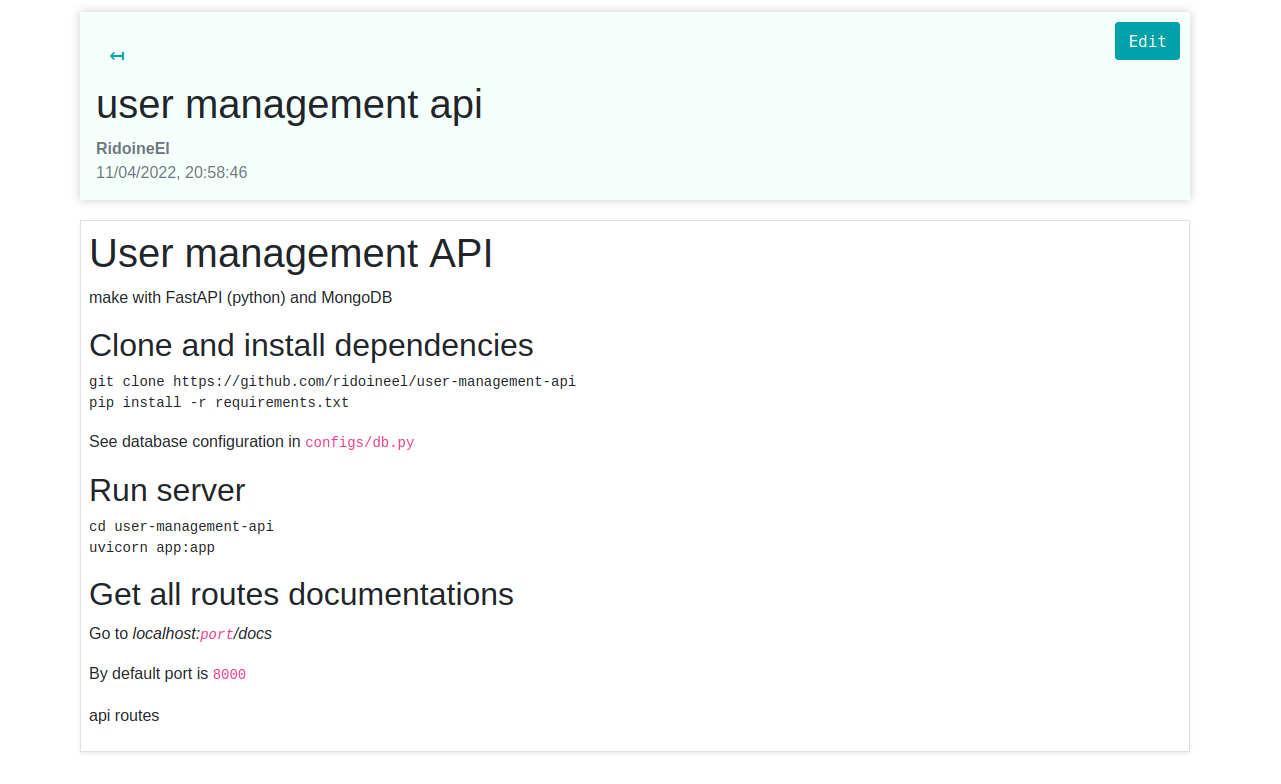 ↤
Edit
user management api
RidoineEl
11/04/2022, 20:58:46
User management API
make with FastAPI (python) and MongoDB
Clone and install dependencies
git clone https://github.com/ridoineel/user-management-api
pip install -r requirements.txt
See database configuration in configs/db.py
Run server
cd user-management-api
uvicorn app:app
Get all routes documentations
Go to localhost:port/docs
By default port is 8000
api routes